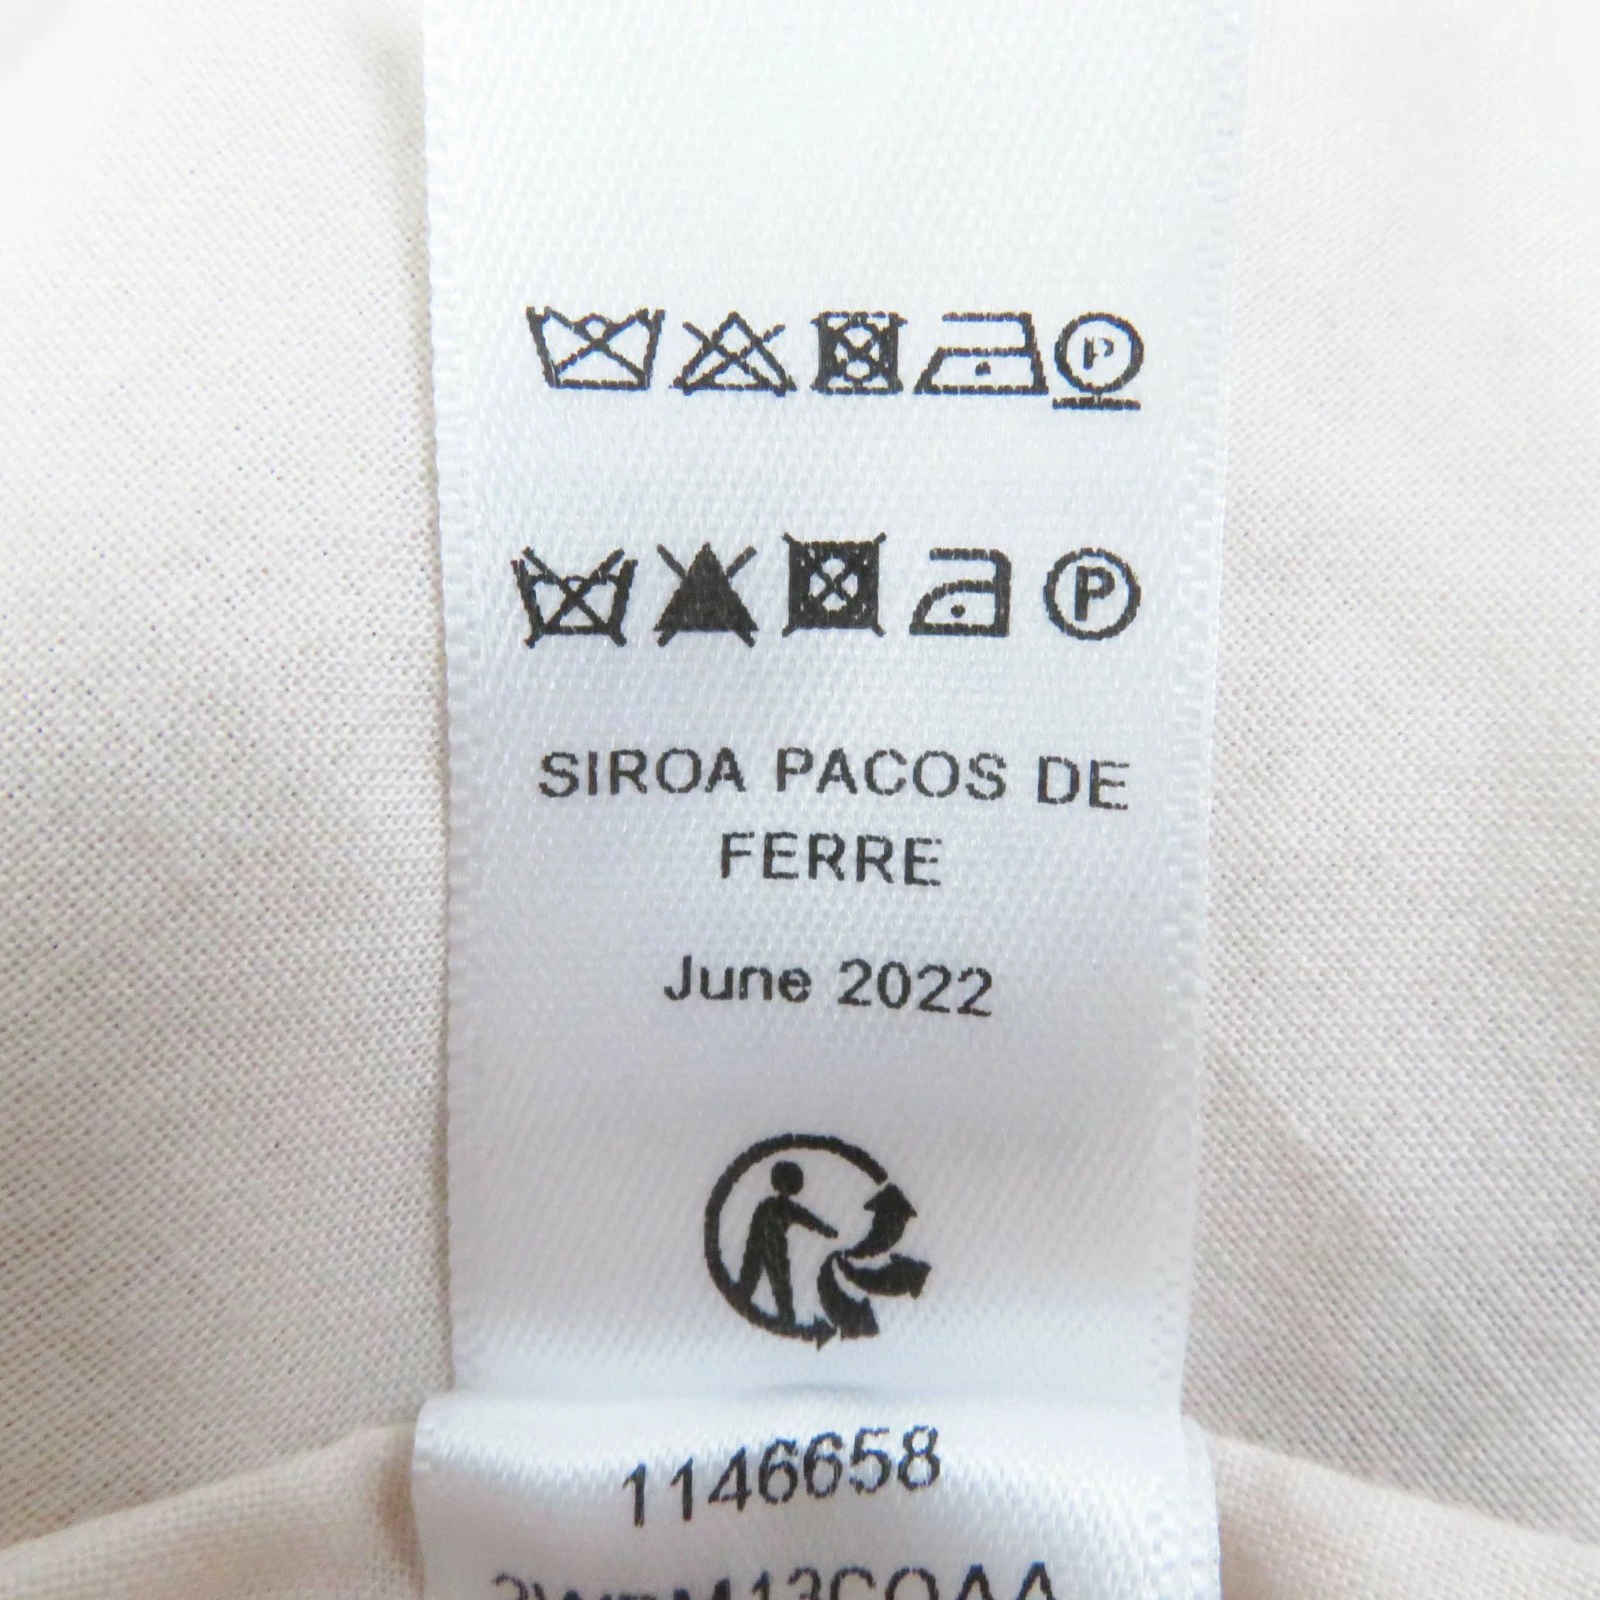 P
P
SIROA PACOS DE
FERRE
June 2022
1146658